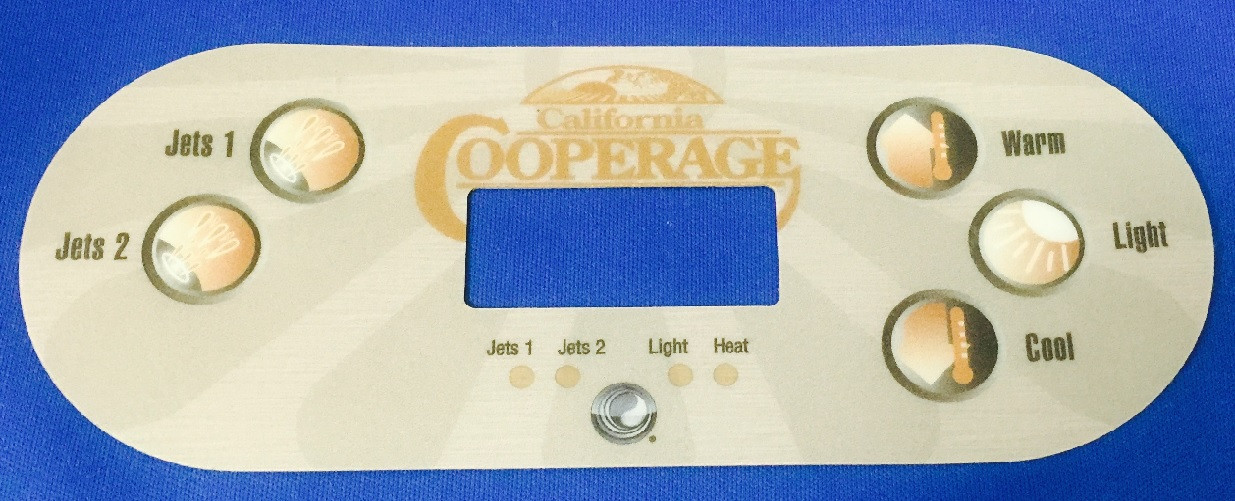 California
COOPERAGE
Jets 1
Jets 2
Warm
Light
Cool
Jets 1 Jets 2 Light Heat